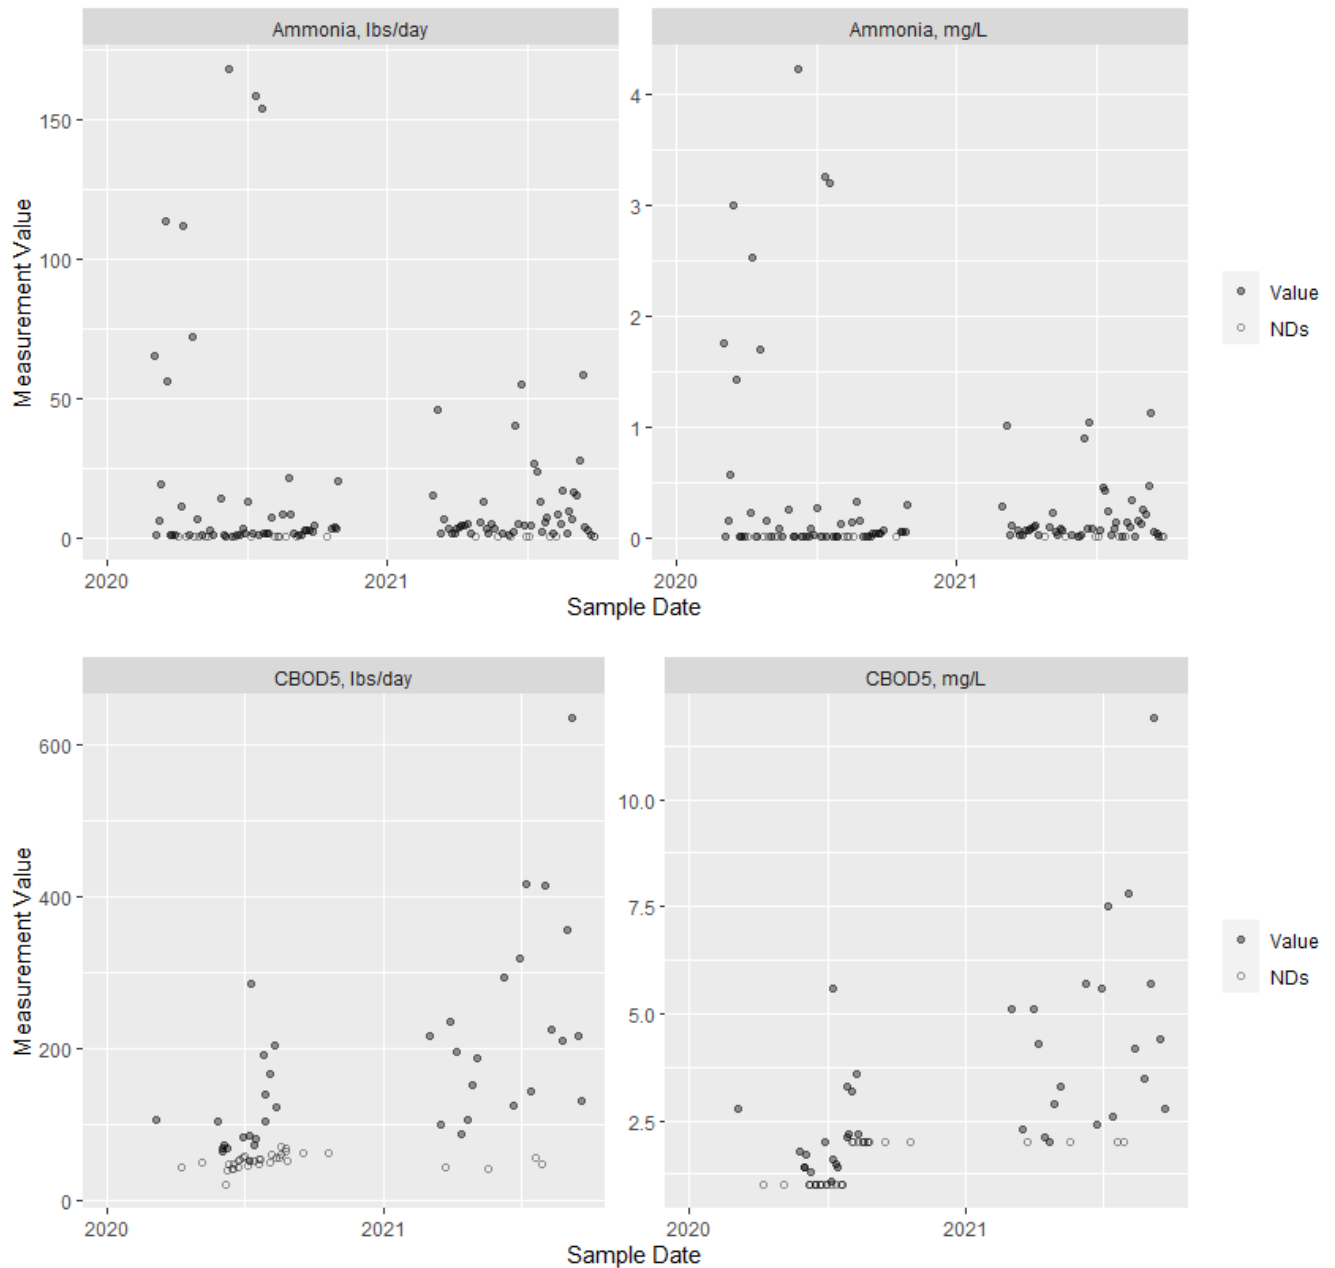 Ammonia, lbs/day
Ammonia, mg/L
150
100
50
0
4
3
2
1
0
Measurement Value
2020
2021
2020
2021
Sample Date
Value
NDs
CBOD5, lbs/day
CBOD5, mg/L
600
400
200
0
10.0
7.5
5.0
2.5
Measurement Value
2020
2021
2020
2021
Sample Date
Value
NDs